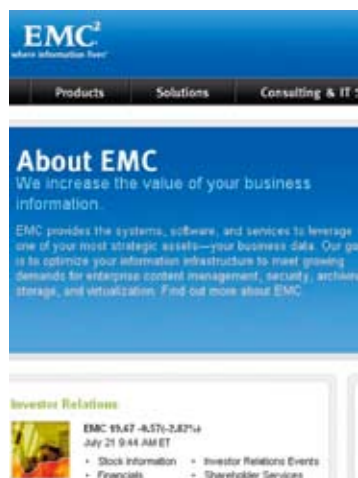 EMC²
where information lives®
Products Solutions Consulting & IT
About EMC
We increase the value of your business
information.
EMC provides the systems, software, and services to leverage
one of your most strategic assets—your business data. Our
is to optimize your information infrastructure to meet growing
demands for enterprise content management, security,
storage, and virtualization. Find out more about EMC.
Investor Relations
EMC
July 21 9:44 AM ET
• Stock Information • Investor Relations Events
• Financials • Shareholder Services